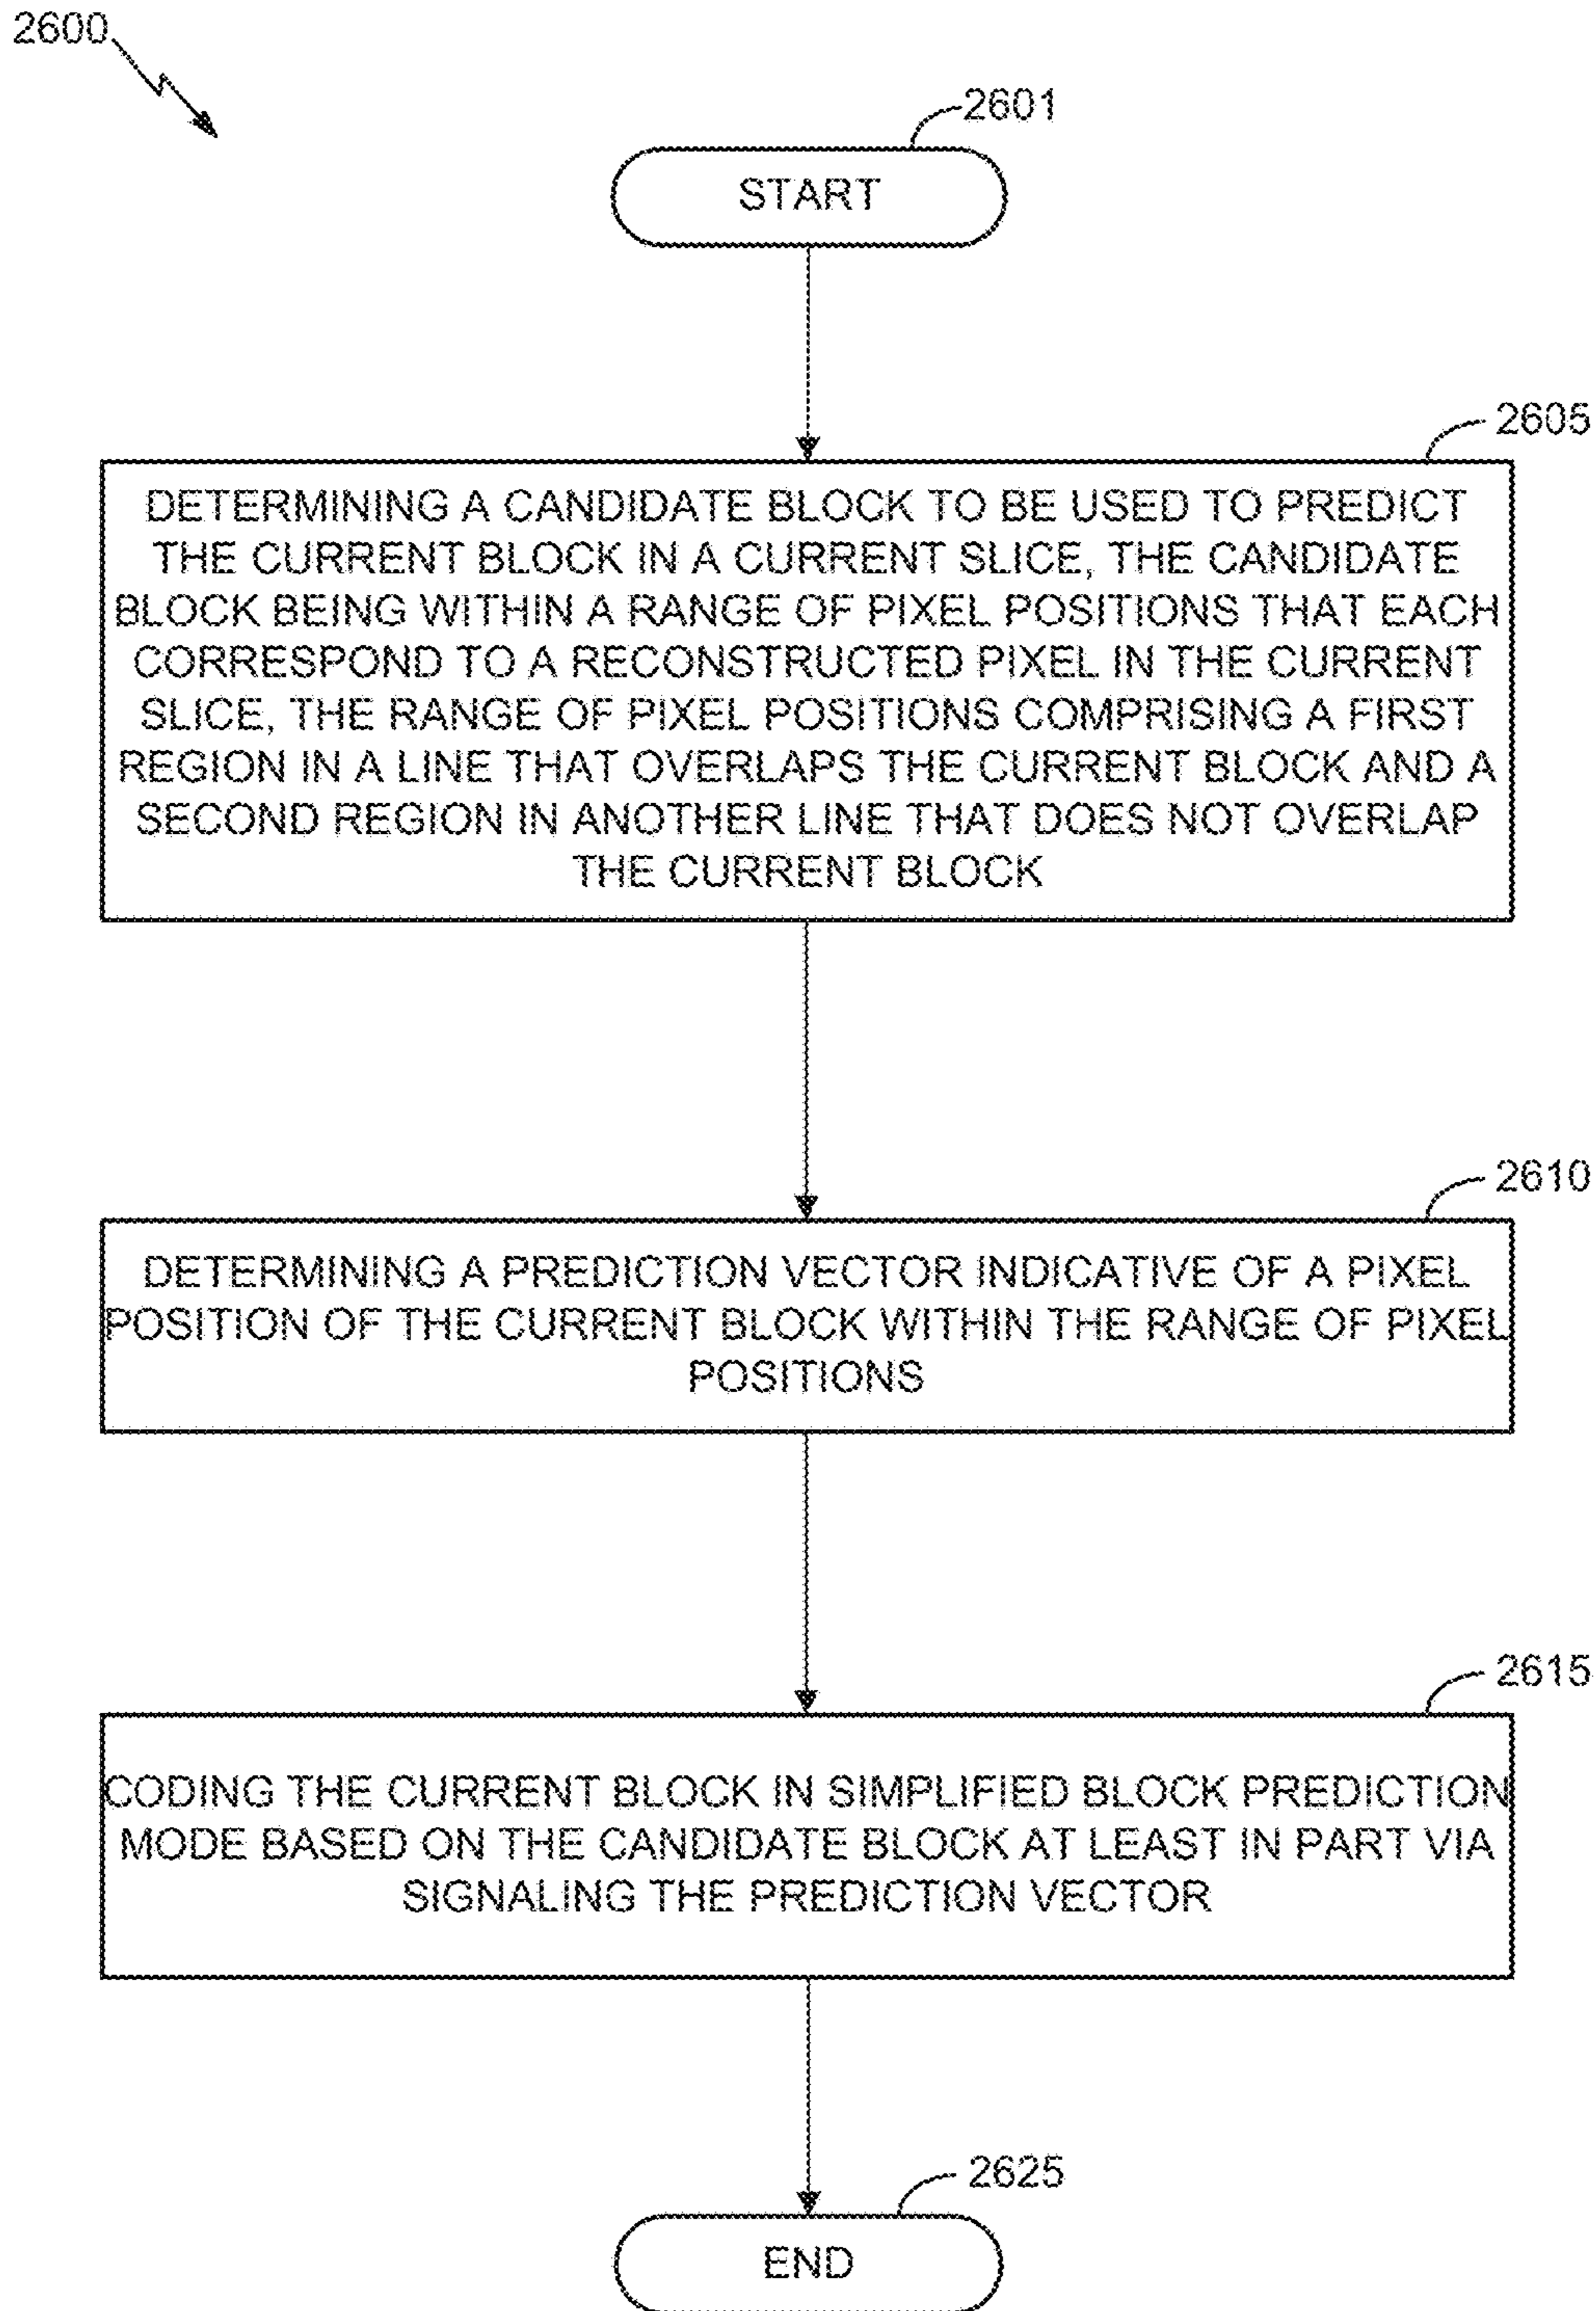 2600
2601
START
2605
DETERMINING A CANDIDATE BLOCK TO BE USED TO PREDICT
THE CURRENT BLOCK IN A CURRENT SLICE, THE CANDIDATE
BLOCK BEING WITHIN A RANGE OF PIXEL POSITIONS THAT EACH
CORRESPOND TO A RECONSTRUCTED PIXEL IN THE CURRENT
SLICE, THE RANGE OF PIXEL POSITIONS COMPRISING A FIRST
REGION IN A LINE THAT OVERLAPS THE CURRENT BLOCK AND A
SECOND REGION IN ANOTHER LINE THAT DOES NOT OVERLAP
THE CURRENT BLOCK
2610
DETERMINING A PREDICTION VECTOR INDICATIVE OF A PIXEL
POSITION OF THE CURRENT BLOCK WITHIN THE RANGE OF PIXEL
POSITIONS
2615
CODING THE CURRENT BLOCK IN SIMPLIFIED BLOCK PREDICTION
MODE BASED ON THE CANDIDATE BLOCK AT LEAST IN PART VIA
SIGNALING THE PREDICTION VECTOR
2625
END